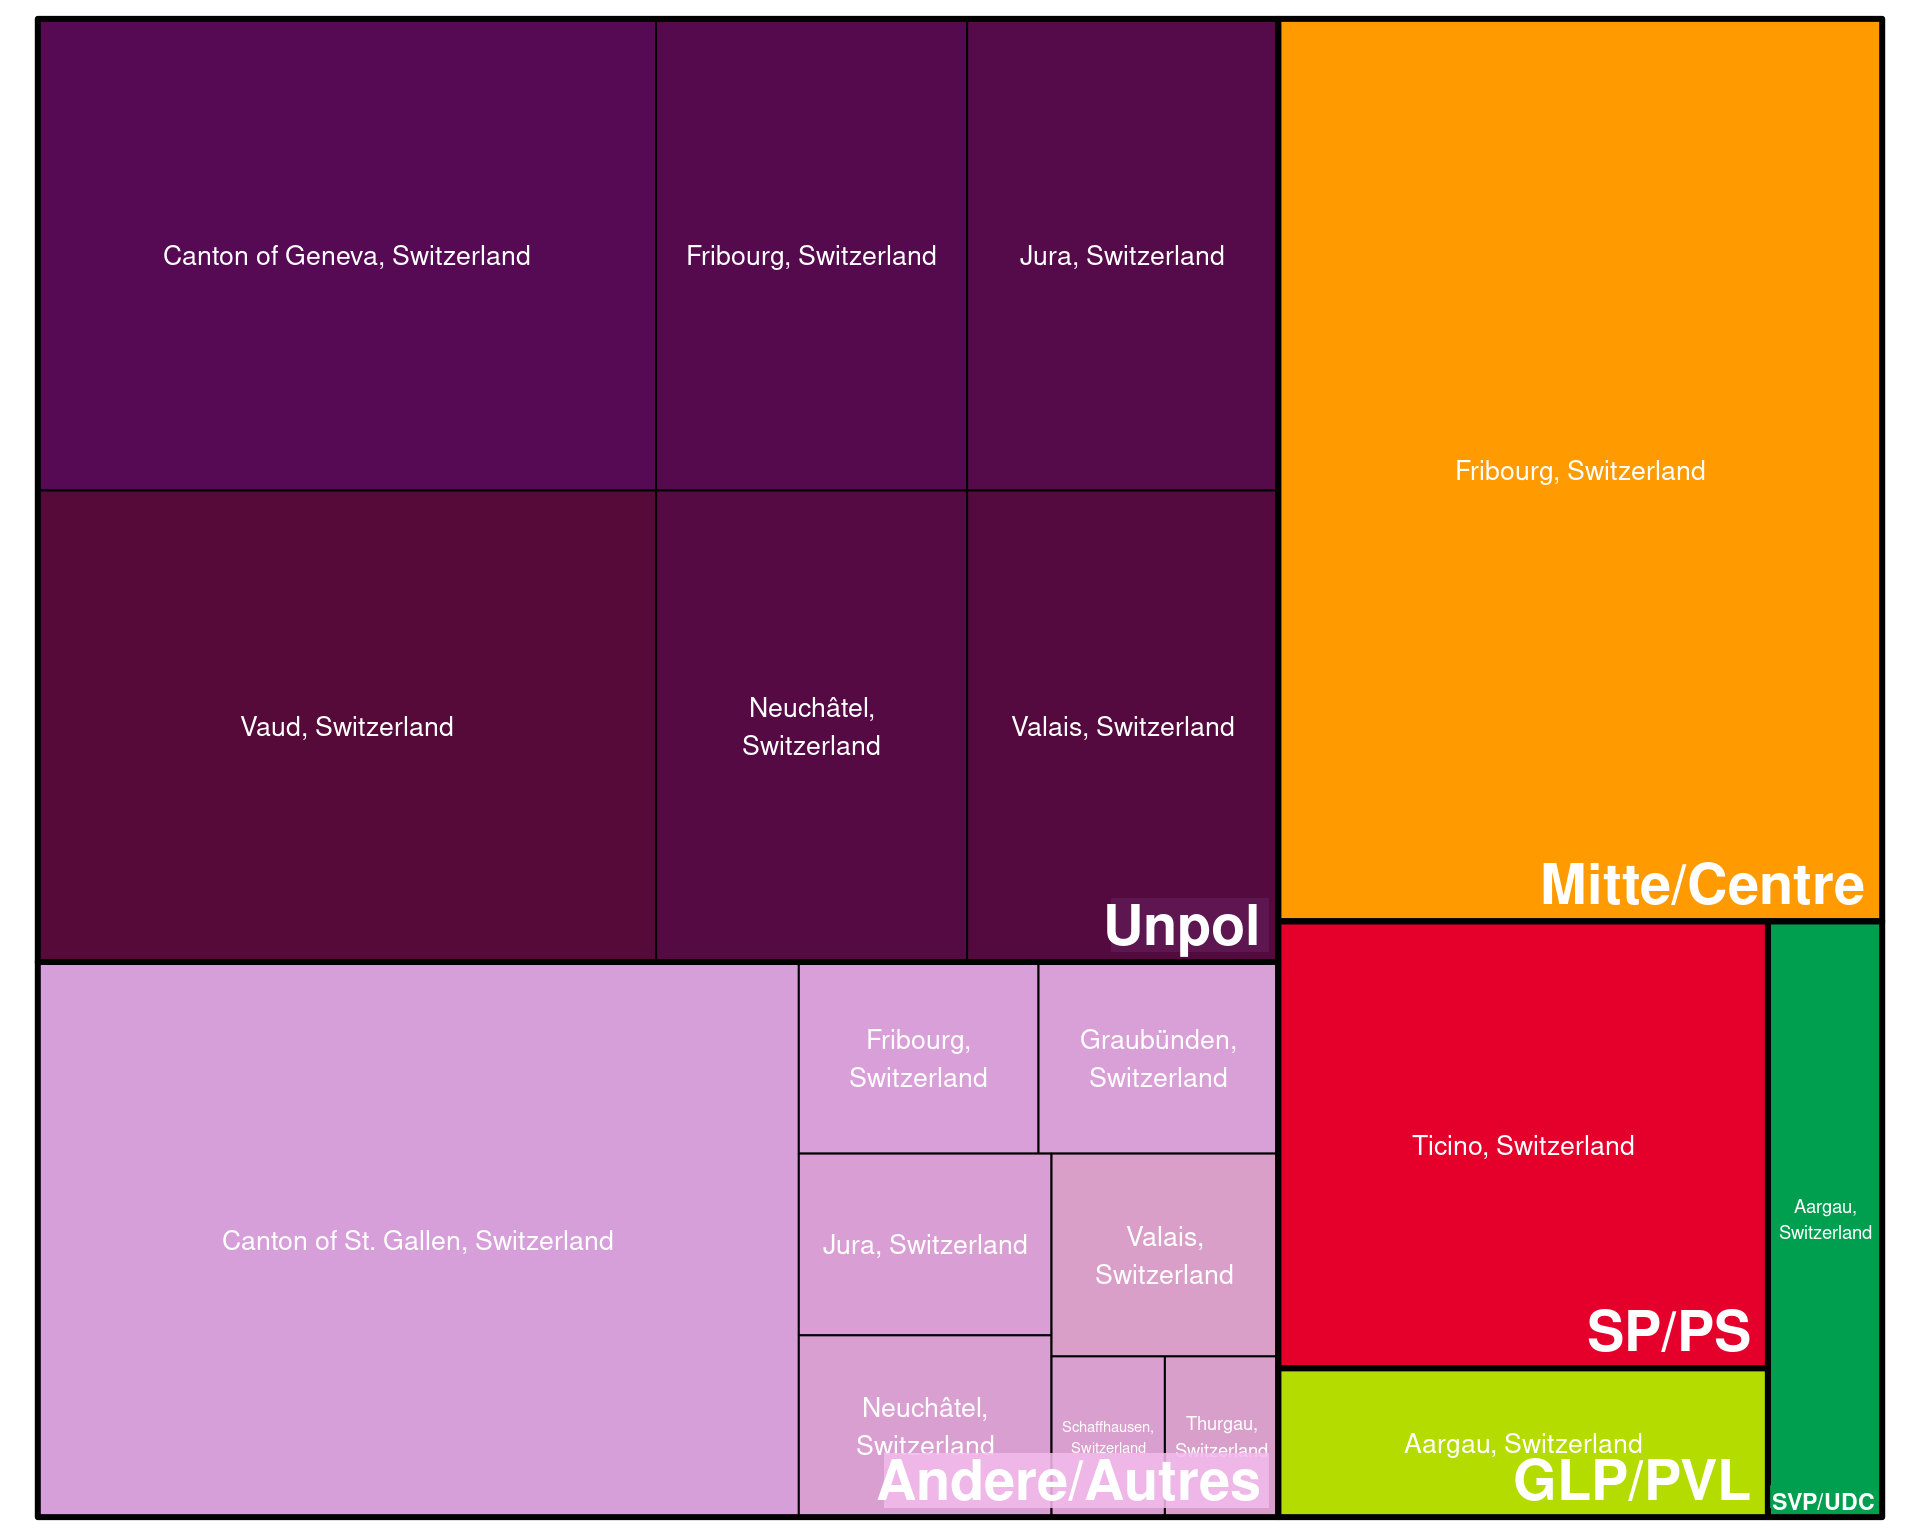 Canton of Geneva, Switzerland
Fribourg, Switzerland
Jura, Switzerland
Vaud, Switzerland
Neuchâtel,
Switzerland
Valais, Switzerland
Unpol
Fribourg, Switzerland
Mitte/Centre
Canton of St. Gallen, Switzerland
Fribourg,
Switzerland
Graubünden,
Switzerland
Jura, Switzerland
Valais,
Switzerland
Neuchâtel,
Switzerland
Schaffhausen,
Switzerland
Thurgau,
Switzerland
Andere/Autres
Ticino, Switzerland
SP/PS
Aargau, Switzerland
GLP/PVL
Aargau,
Switzerland
SVP/UDC